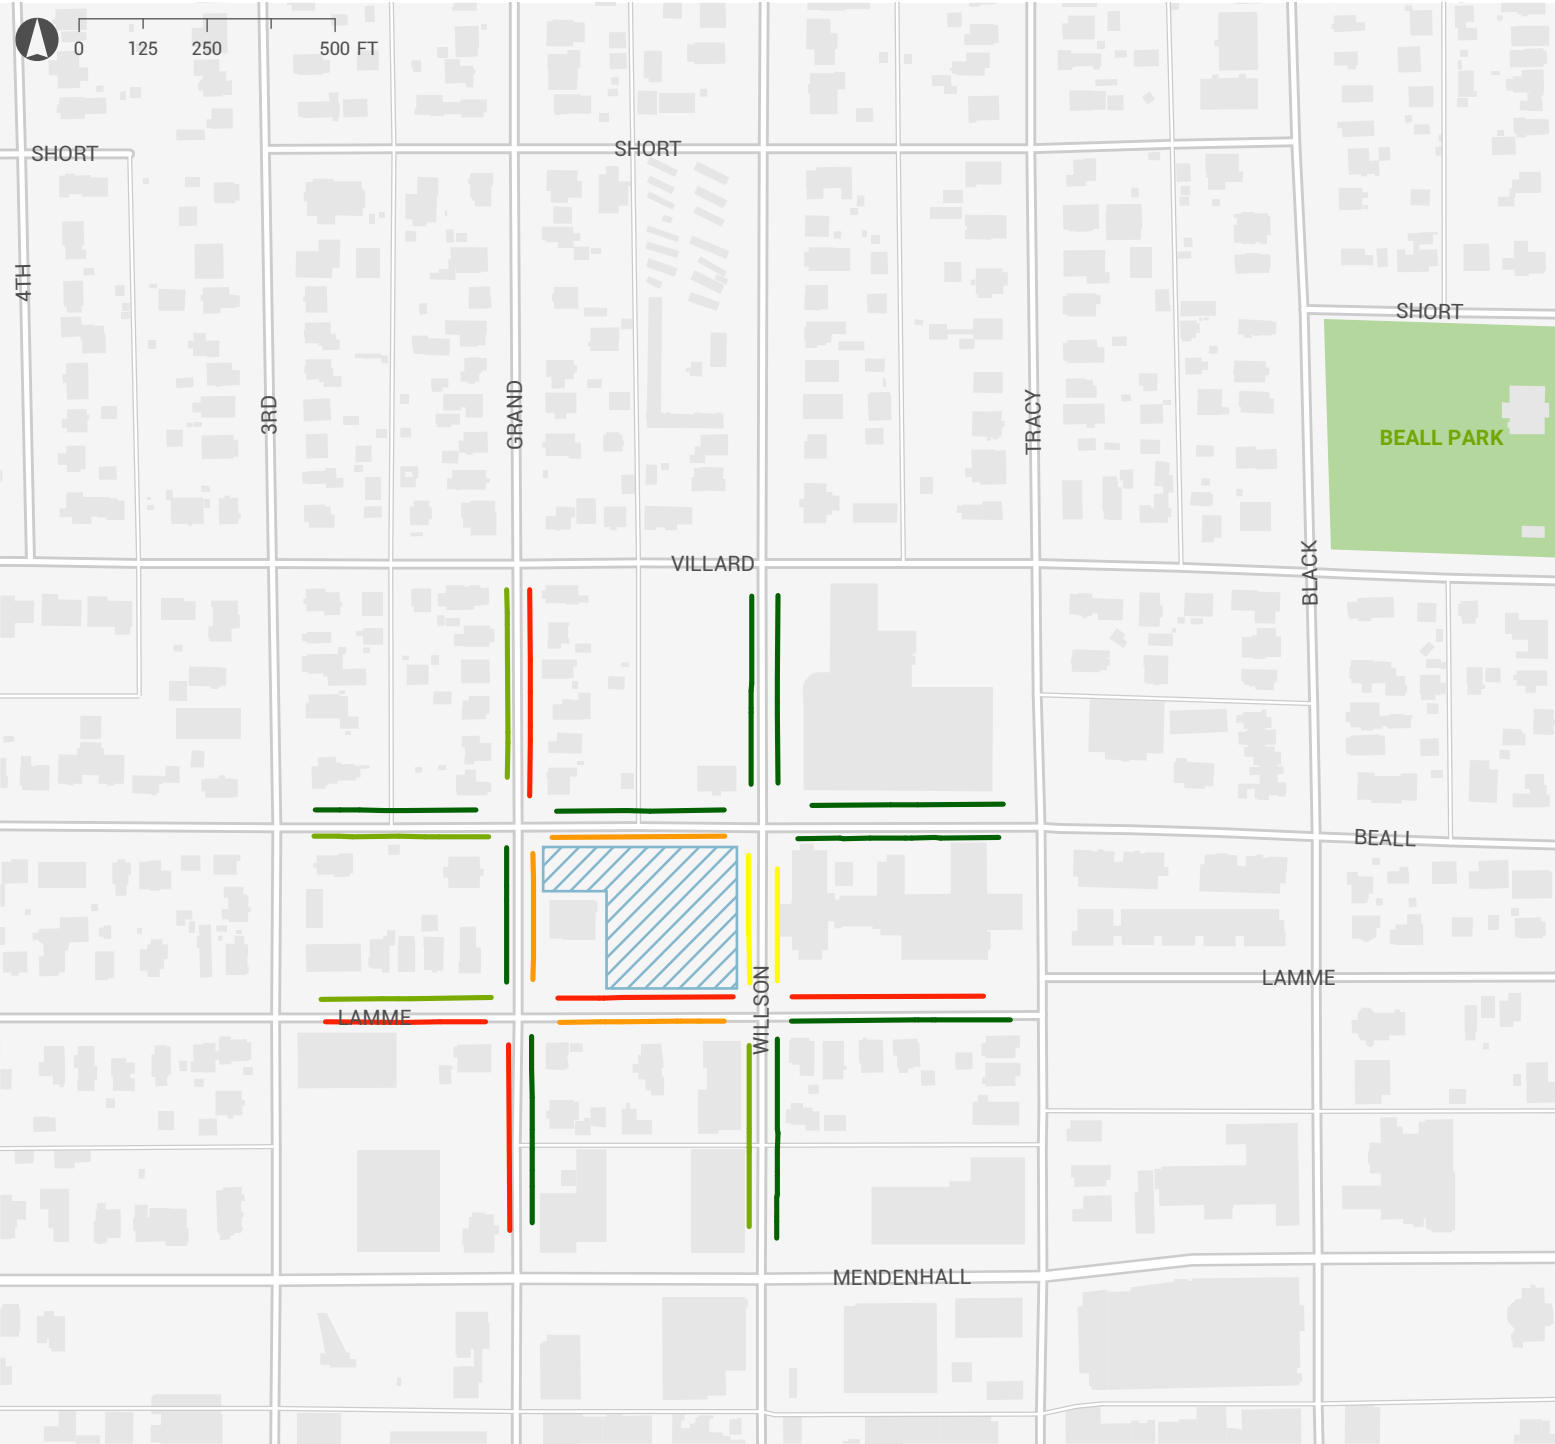 0 125 250 500 FT
SHORT
SHORT
4TH
SHORT
3RD
GRAND
TRACY
BEALL PARK
VILLARD
BLACK
BEALL
LAMME
WILLSON
LAMME
MENDENHALL